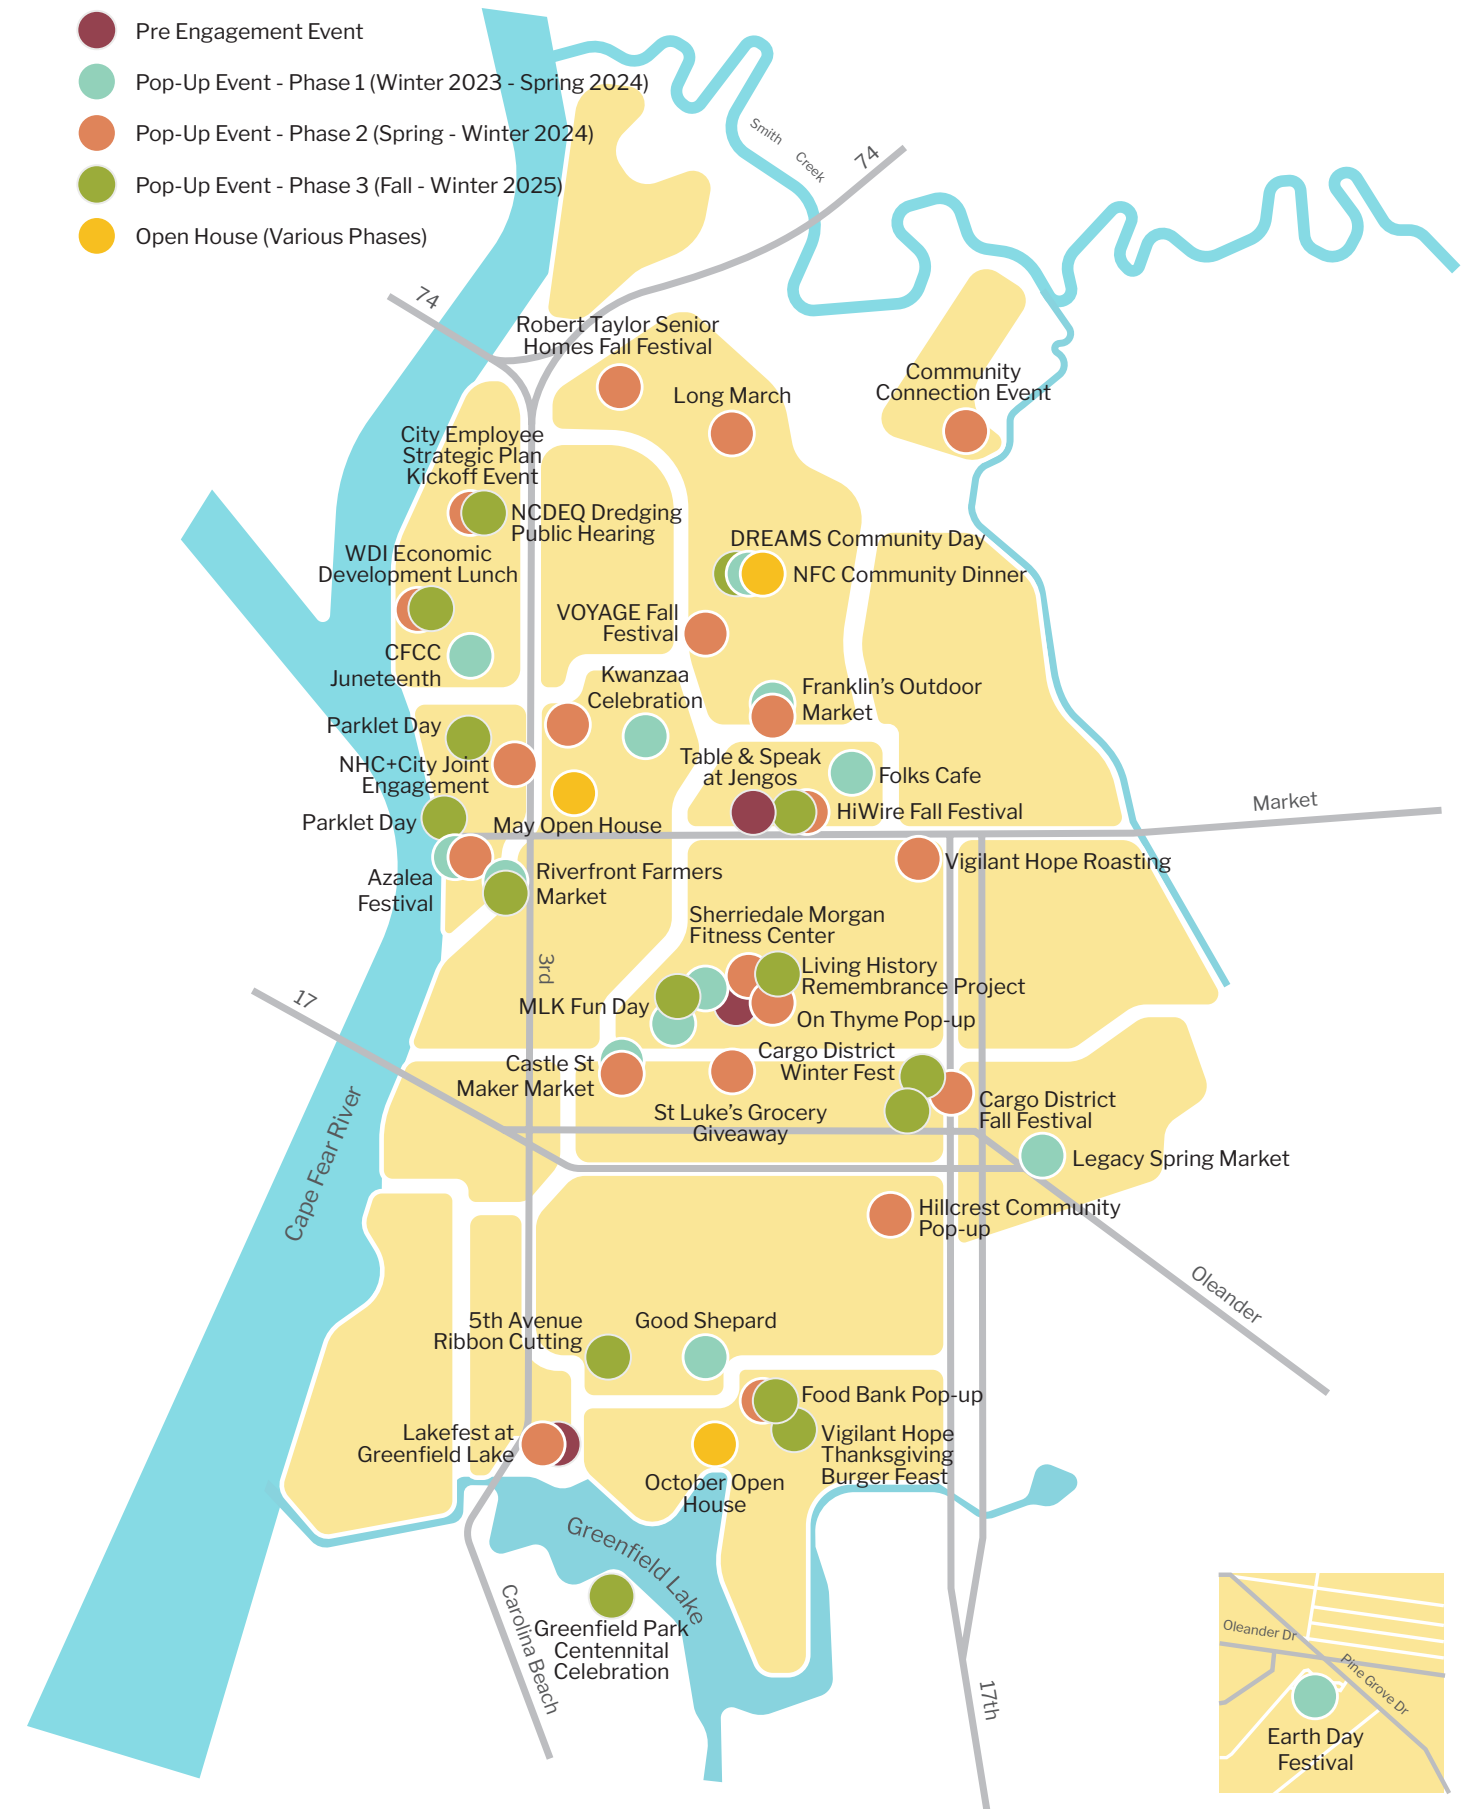 Pre Engagement Event
Pop-Up Event - Phase 1 (Winter 2023 - Spring 2024)
Pop-Up Event - Phase 2 (Spring - Winter 2024)
Pop-Up Event - Phase 3 (Fall - Winter 2025)
Open House (Various Phases)
Smith
Creek
74
74
Robert Taylor Senior
Homes Fall Festival
Long March
Community
Connection Event
City Employee
Strategic Plan
Kickoff Event
NCDEQ Dredging
Public Hearing
WDI Economic
Development Lunch
DREAMS Community Day
NFC Community Dinner
VOYAGE Fall
Festival
CFCC
Juneteenth
Kwanzaa
Celebration
Franklin's Outdoor
Market
Parklet Day
NHC+City Joint
Engagement
Table & Speak
at Jengos
Folks Cafe
HiWire Fall Festival
Market
Parklet Day
May Open House
Vigilant Hope Roasting
Azalea
Festival
Riverfront Farmers
Market
Sherriedale Morgan
Fitness Center
3rd
Living History
Remembrance Project
17
MLK Fun Day
On Thyme Pop-up
Castle St
Maker Market
Cargo District
Winter Fest
St Luke's Grocery
Giveaway
Cargo District
Fall Festival
Legacy Spring Market
Cape Fear River
Hillcrest Community
Pop-up
Oleander
5th Avenue
Ribbon Cutting
Good Shepard
Food Bank Pop-up
Lakefest at
Greenfield Lake
Vigilant Hope
Thanksgiving
Burger Feast
October Open
House
Greenfield Lake
Carolina Beach
Greenfield Park
Centennital
Celebration
17th
Oleander Dr
Pine Grove Dr
Earth Day
Festival